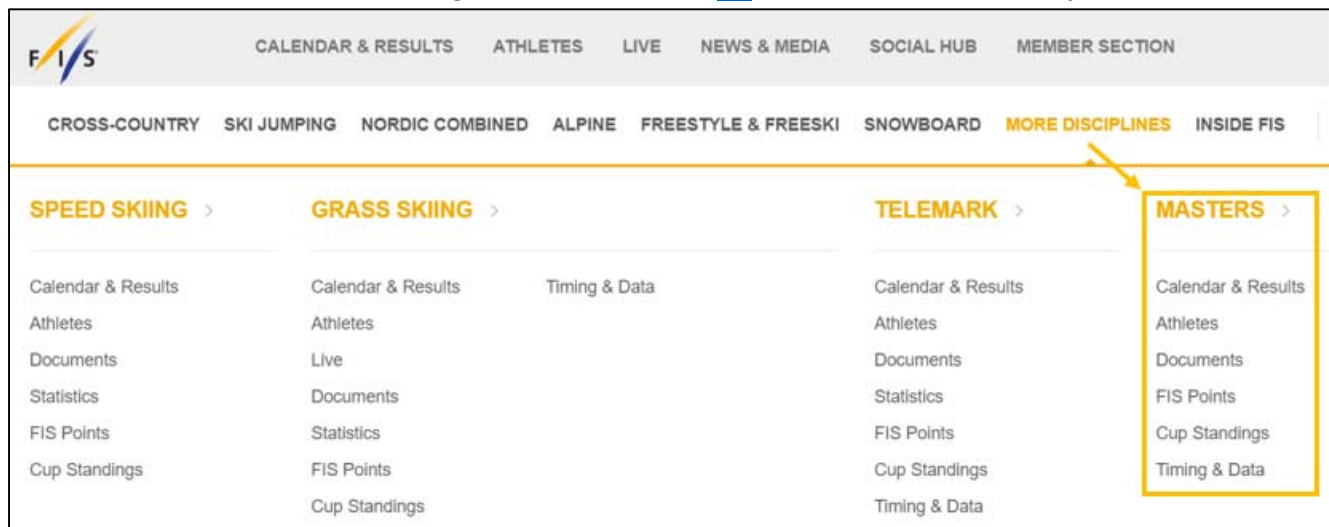 FIS
CALENDAR & RESULTS ATHLETES LIVE NEWS & MEDIA SOCIAL HUB MEMBER SECTION
CROSS-COUNTRY SKI JUMPING NORDIC COMBINED ALPINE FREESTYLE & FREESKI SNOWBOARD MORE DISCIPLINES INSIDE FIS
SPEED SKIING >
Calendar & Results
Athletes
Documents
Statistics
FIS Points
Cup Standings
GRASS SKIING >
Calendar & Results
Athletes
Live
Documents
Statistics
FIS Points
Cup Standings
Timing & Data
TELEMARK >
Calendar & Results
Athletes
Documents
Statistics
FIS Points
Cup Standings
Timing & Data
MASTERS >
Calendar & Results
Athletes
Documents
FIS Points
Cup Standings
Timing & Data